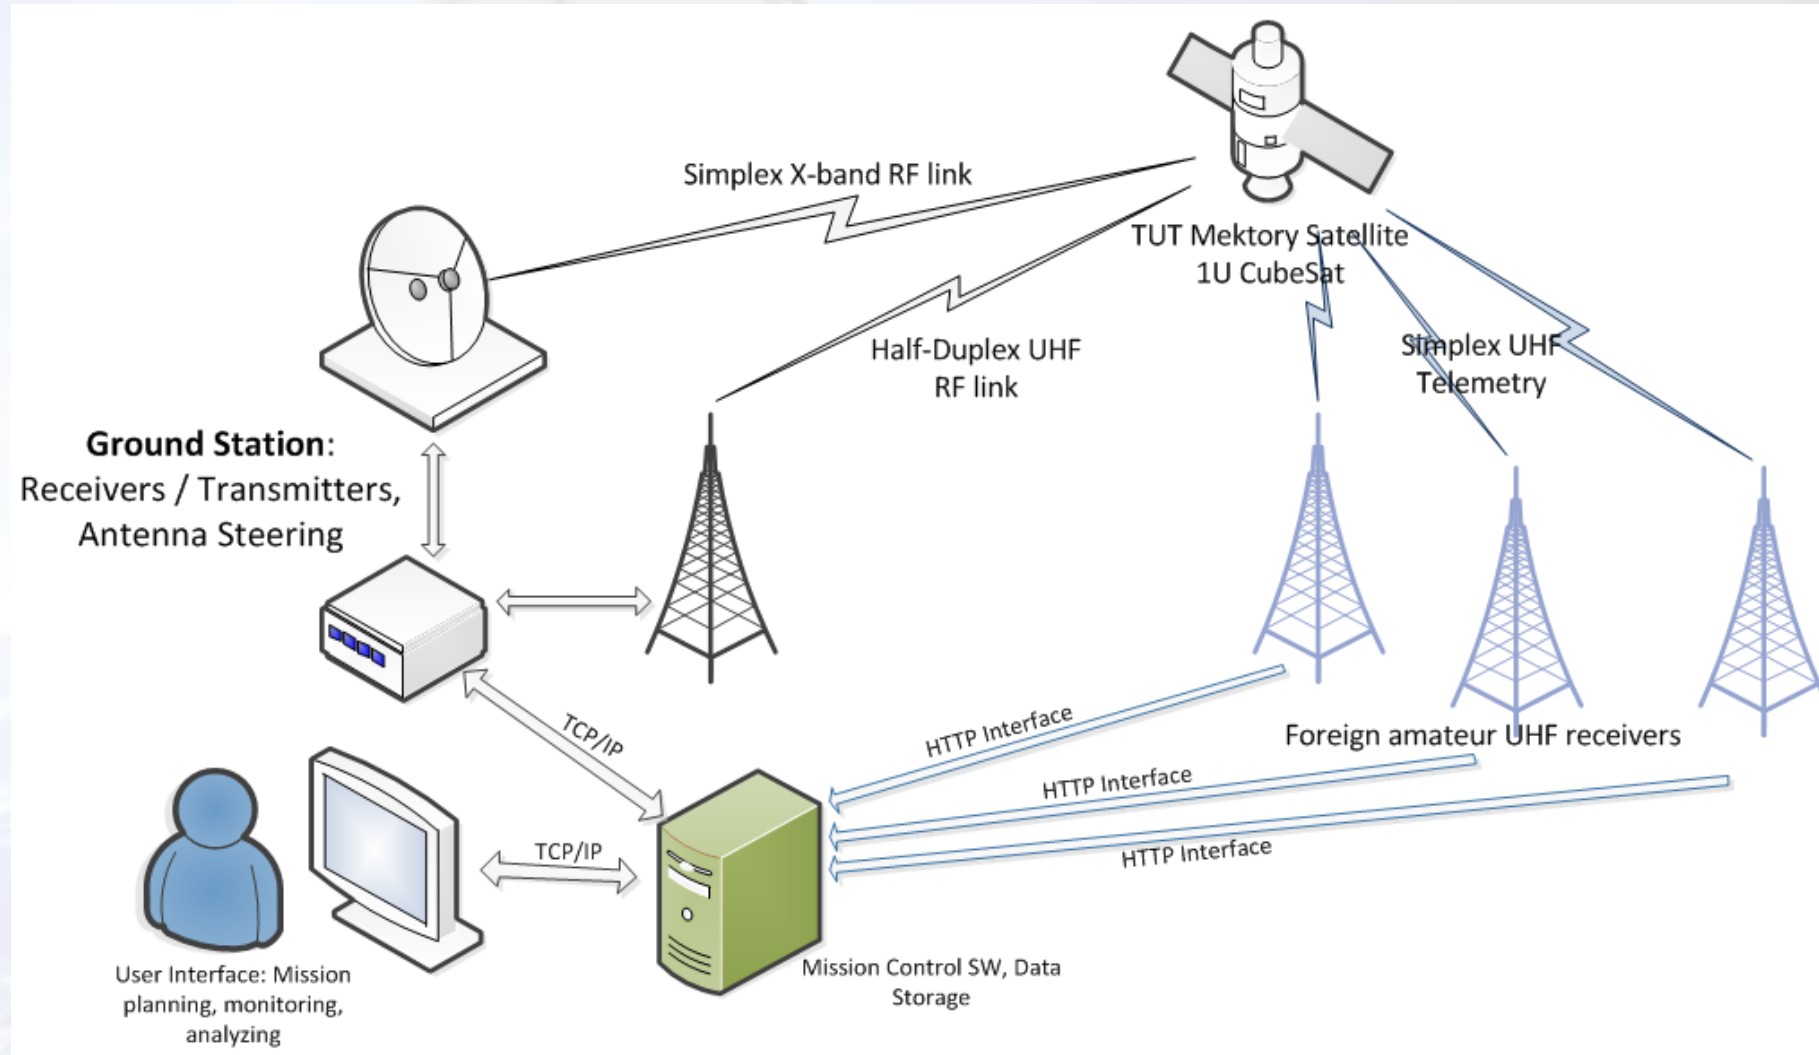 Simplex X-band RF link
TUT Mektory Satellite
1U CubeSat
Half-Duplex UHF
RF link
Simplex UHF
Telemetry
Ground Station:
Receivers / Transmitters,
Antenna Steering
TCP/IP
HTTP Interface
Foreign amateur UHF receivers
HTTP Interface
TCP/IP
HTTP Interface
User Interface: Mission
planning, monitoring,
analyzing
Mission Control SW, Data
Storage